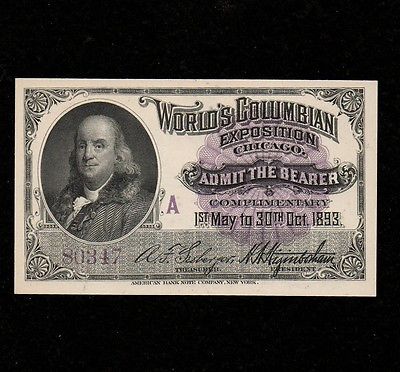 WORLD'S COLUMBIAN
EXPOSITION
CHICAGO.
ADMIT THE BEARER
COMPLIMENTARY
1ST May to 30TH Oct. 1893.
A
80347
TREASURER.
H.N. Higinbotham
PRESIDENT
AMERICAN BANK NOTE COMPANY, NEW YORK.